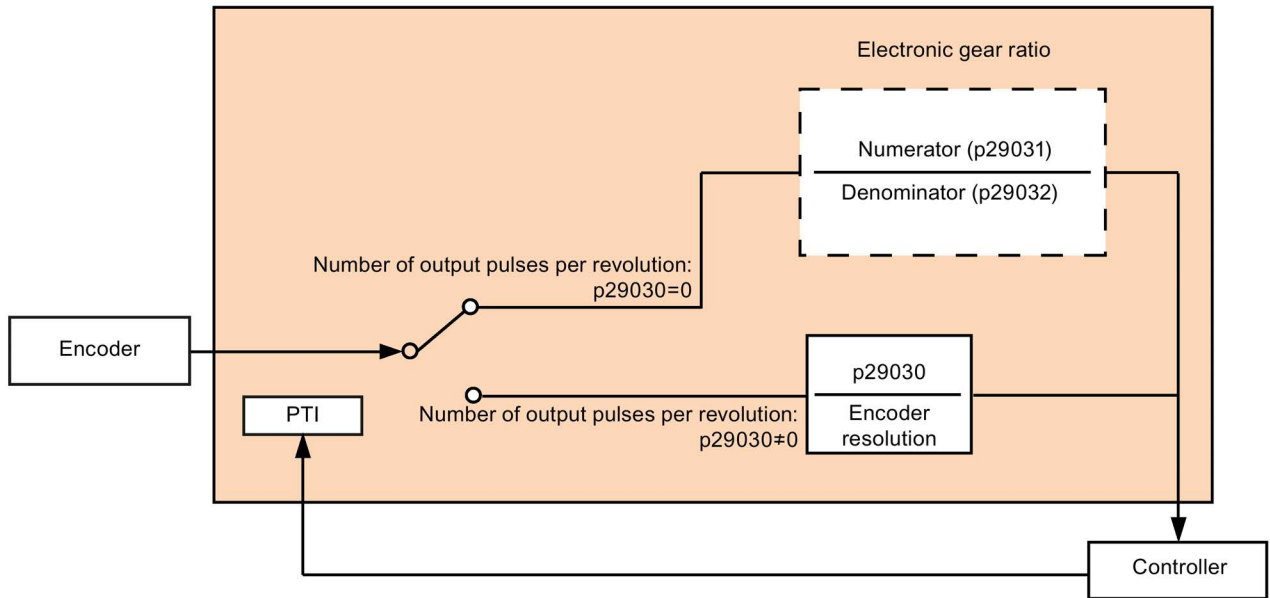 Electronic gear ratio
Numerator (p29031)
Denominator (p29032)
Number of output pulses per revolution:
p29030=0
Encoder
p29030
Encoder
resolution
PTI
Number of output pulses per revolution:
p29030≠0
Controller